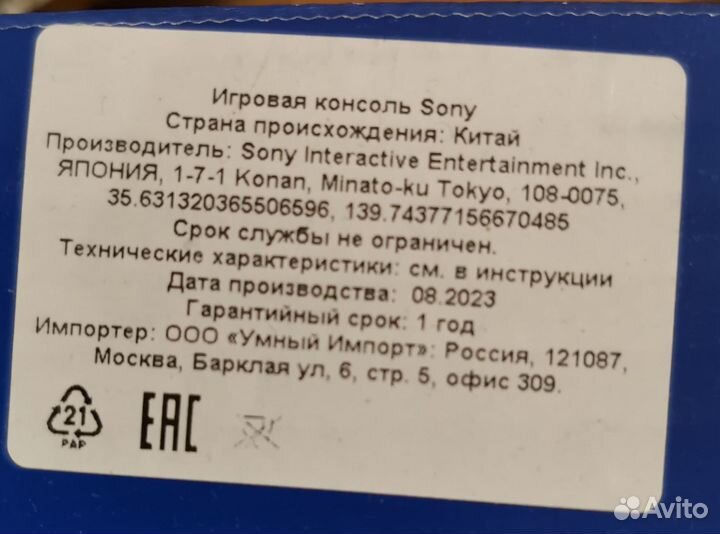 Игровая консоль Sony
Страна происхождения: Китай
Производитель: Sony Interactive Entertainment Inc.,
ЯПОНИЯ, 1-7-1 Konan, Minato-ku Tokyo, 108-0075,
35.631320365506596, 139.74377156670485
Срок службы не ограничен.
Технические характеристики: см. в инструкции
Дата производства: 08.2023
Гарантийный срок: 1 год
Импортер: ООО «Умный Импорт»: Россия, 121087,
Москва, Барклая ул, 6, стр. 5, офис 309.
21
PAP
EAC
Avito